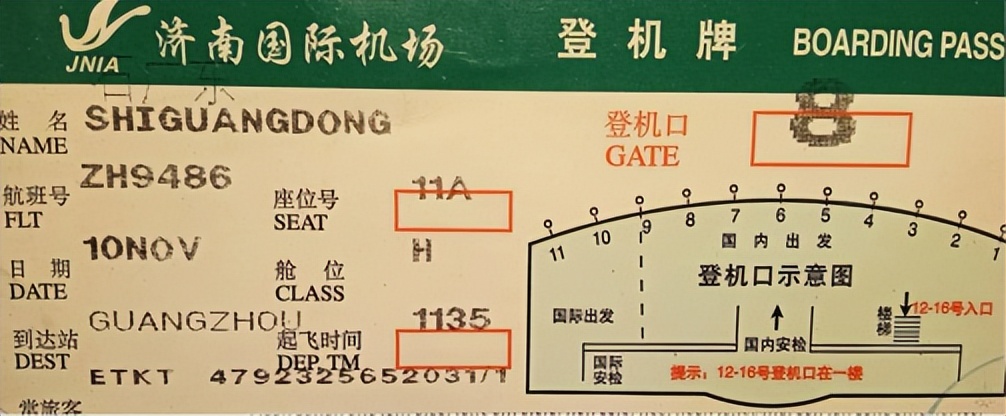 JNIA 济南国际机场 登机牌 BOARDING PASS
姓名 SHIGUANGDONG
NAME
登机口 8
GATE
航班号 ZH9486
FLT
座位号 11A
SEAT
日期 10NOV
DATE
舱位 H
CLASS
到达站 GUANGZHOU
DEST
起飞时间 1135
DEP.TM
ETKT 4792325652031/1
11 10 9 8 7 6 5 4 3 2 1
国内出发
登机口示意图
国际出发
楼梯
12-16号入口
国内安检
国际
安检
提示：12-16号登机口在一楼